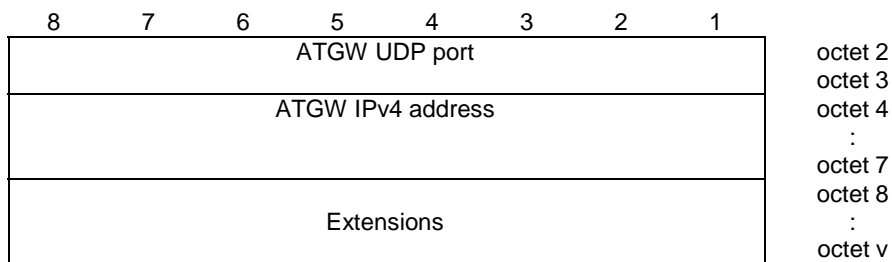 8 7 6 5 4 3 2 1
ATGW UDP port octet 2
octet 3
ATGW IPv4 address octet 4
:
octet 7
octet 8
Extensions :
octet v